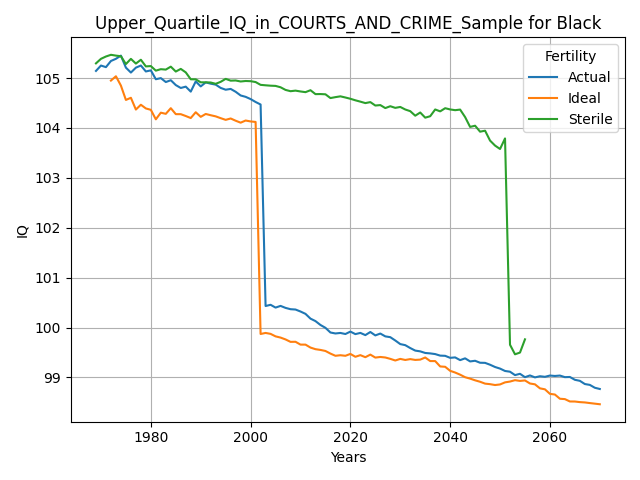 Upper_Quartile_IQ_in_COURTS_AND_CRIME_Sample for Black
Fertility
Actual
Ideal
Sterile
IQ
105
104
103
102
101
100
99
1980
2000
2020
2040
2060
Years